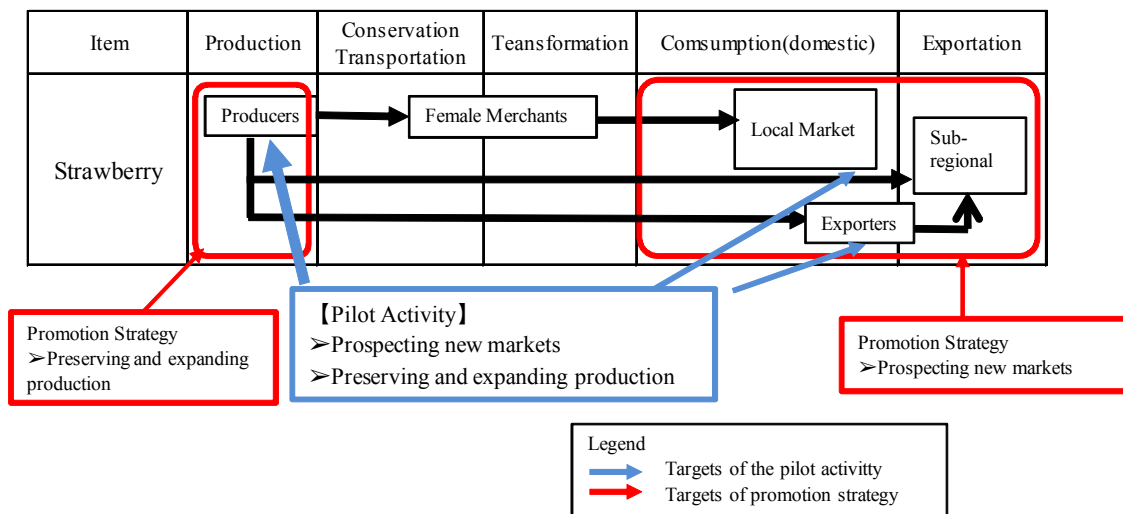 Item
Production
Conservation
Transportation
Teansformation
Comsumption(domestic)
Exportation
Strawberry
Producers
Female Merchants
Local Market
Sub-
regional
Exporters
Promotion Strategy
➢Preserving and expanding
production
【Pilot Activity】
➢Prospecting new markets
➢Preserving and expanding production
Promotion Strategy
➢Prospecting new markets
Legend
Targets of the pilot activitty
Targets of promotion strategy